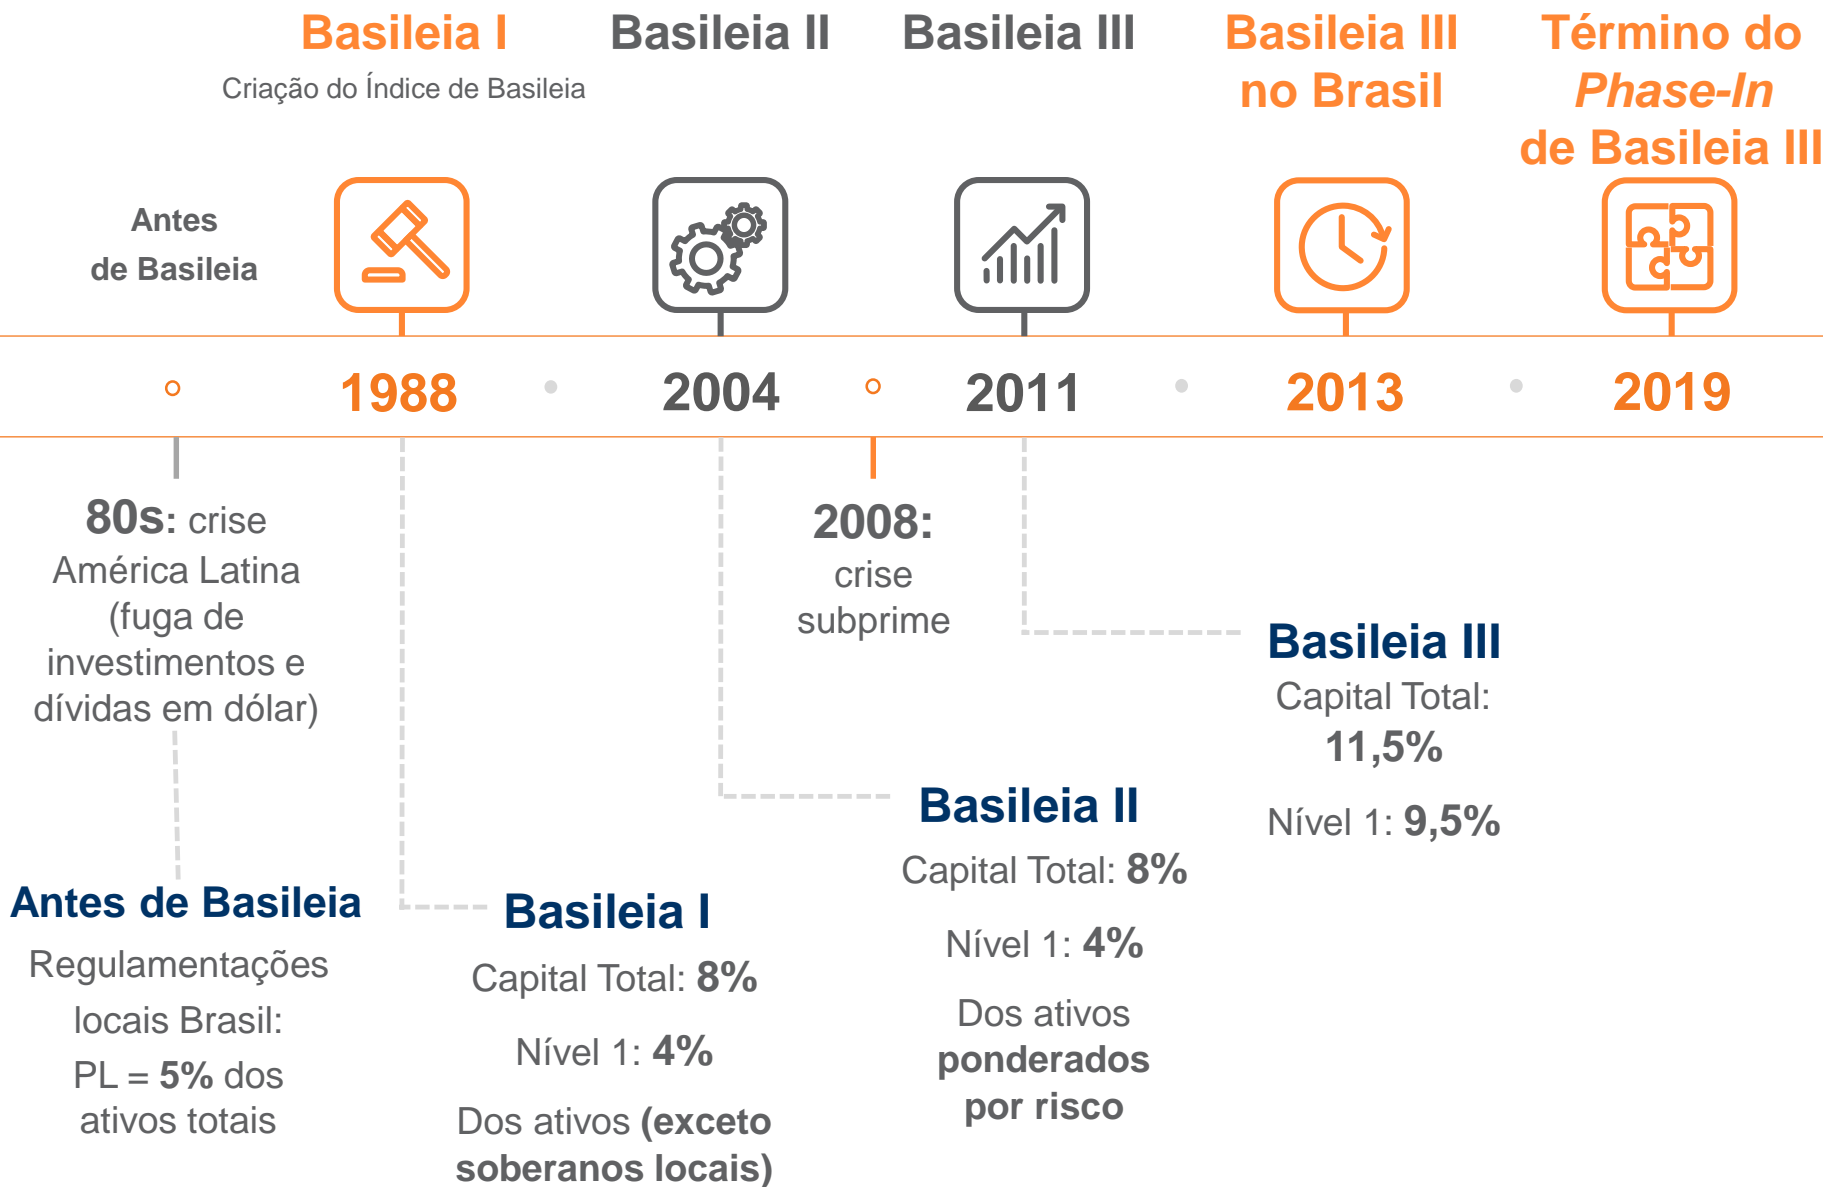 Basileia I
Criação do Índice de Basileia
Basileia II
Basileia III
Basileia III
no Brasil
Término do
Phase-In
de Basileia III
Antes
de Basileia
1988
2004
2011
2013
2019
80s: crise
América Latina
(fuga de
investimentos e
dívidas em dólar)
2008:
crise
subprime
Antes de Basileia
Regulamentações
locais Brasil:
PL = 5% dos
ativos totais
Basileia I
Capital Total: 8%
Nível 1: 4%
Dos ativos (exceto
soberanos locais)
Basileia II
Capital Total: 8%
Nível 1: 4%
Dos ativos
ponderados
por risco
Basileia III
Capital Total:
11,5%
Nível 1: 9,5%